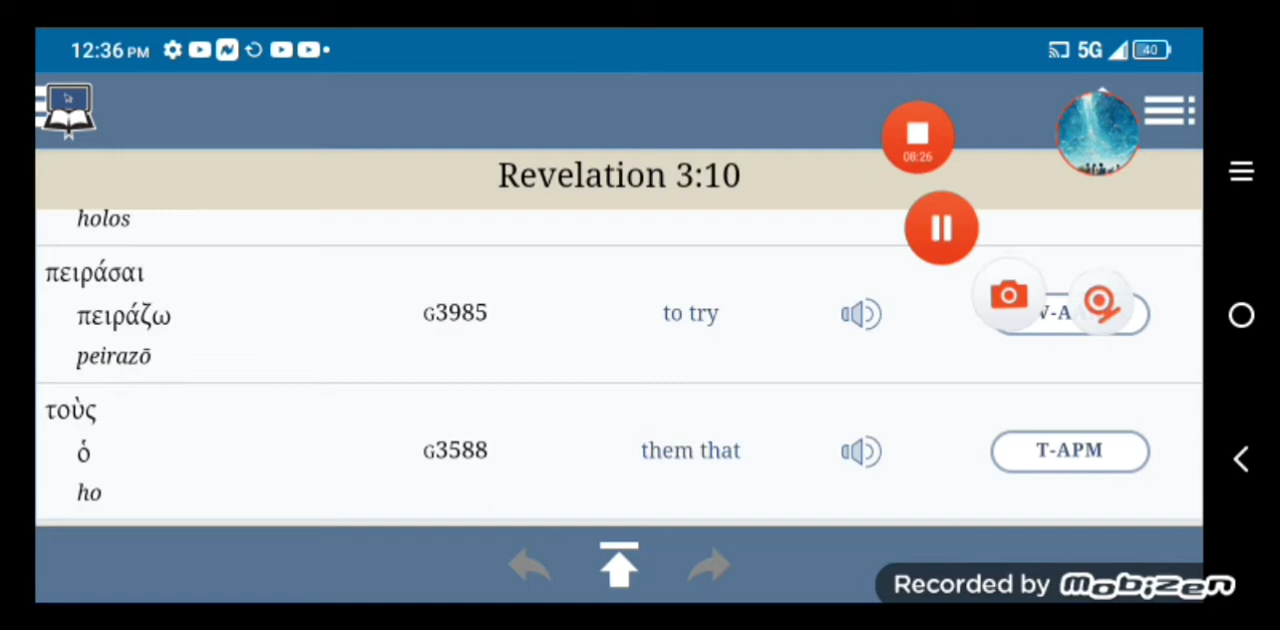 12:36 PM
5G
40
08:26
Revelation 3:10
holos
πειράσαι
πειράζω
G3985
to try
V-A
peirazō
τοὺς
ὁ
G3588
them that
T-APM
ho
Recorded by mobizen